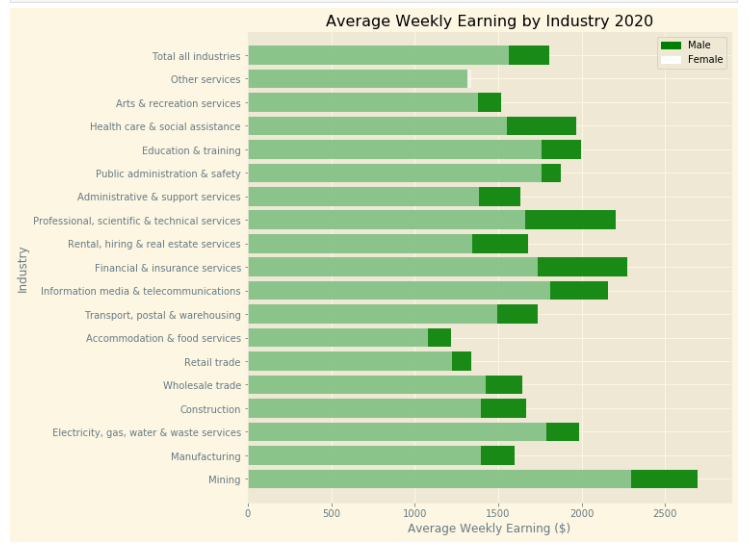 Average Weekly Earning by Industry 2020
Male
Female
Total all industries
Other services
Arts & recreation services
Health care & social assistance
Education & training
Public administration & safety
Administrative & support services
Professional, scientific & technical services
Rental, hiring & real estate services
Financial & insurance services
Information media & telecommunications
Transport, postal & warehousing
Accommodation & food services
Retail trade
Wholesale trade
Construction
Electricity, gas, water & waste services
Manufacturing
Mining
Industry
0 500 1000 1500 2000 2500
Average Weekly Earning ($)